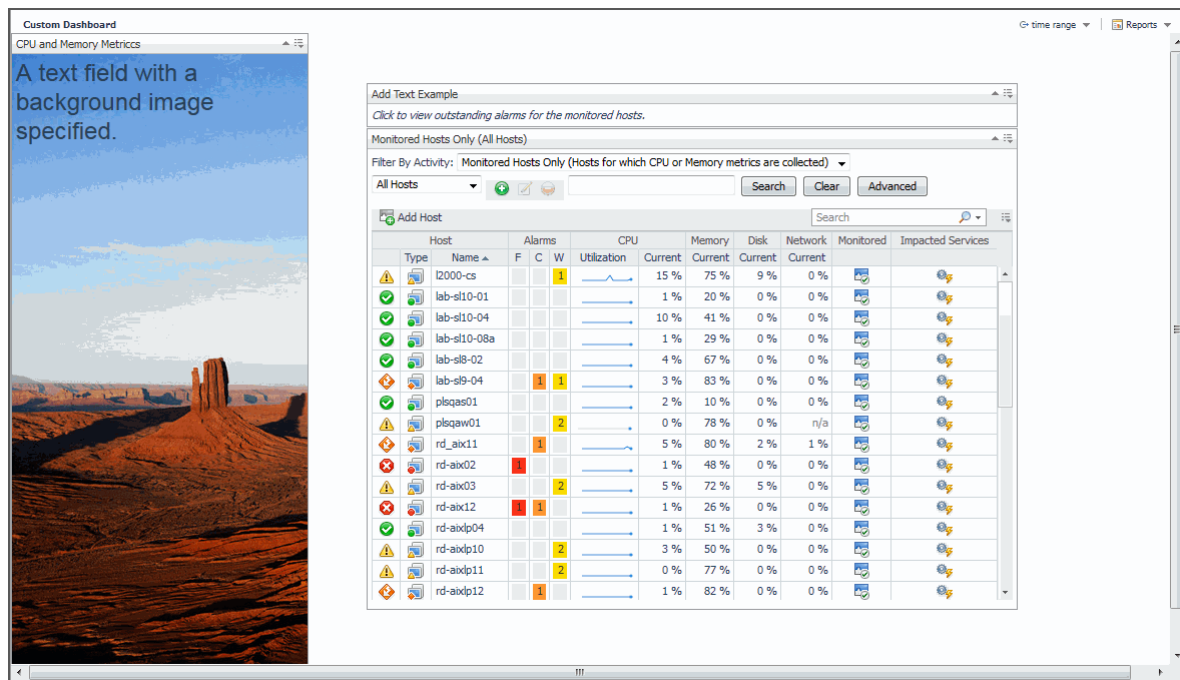 Custom Dashboard
time range
Reports
CPU and Memory Metriccs
A text field with a
background image
specified.
Add Text Example
Click to view outstanding alarms for the monitored hosts.
Monitored Hosts Only (All Hosts)
Filter By Activity: Monitored Hosts Only (Hosts for which CPU or Memory metrics are collected)
All Hosts Search Clear Advanced
Add Host Search
Host Alarms CPU Memory Disk Network Monitored Impacted Services
Type Name F C W Utilization Current Current Current Current
l2000-cs 1 15 % 75 % 9 % 0 %
lab-sl10-01 1 % 20 % 0 % 0 %
lab-sl10-04 10 % 41 % 0 % 0 %
lab-sl10-08a 1 % 29 % 0 % 0 %
lab-sl8-02 4 % 67 % 0 % 0 %
lab-sl9-04 1 1 3 % 83 % 0 % 0 %
plsqas01 2 % 10 % 0 % 0 %
plsqaw01 2 0 % 78 % 0 % n/a
rd_aix11 1 5 % 80 % 2 % 1 %
rd-aix02 1 1 % 48 % 0 % 0 %
rd-aix03 2 5 % 72 % 5 % 0 %
rd-aix12 1 1 1 % 26 % 0 % 0 %
rd-aixlp04 1 % 51 % 3 % 0 %
rd-aixlp10 2 3 % 50 % 0 % 0 %
rd-aixlp11 2 0 % 77 % 0 % 0 %
rd-aixlp12 1 1 % 82 % 0 % 0 %